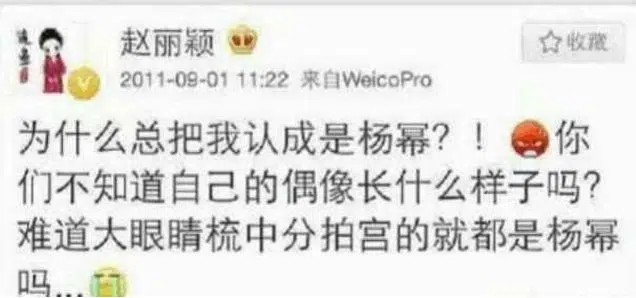 赵丽颖
收藏
2011-09-01 11:22 来自WeicoPro
为什么总把我认成是杨幂？！你
们不知道自己的偶像长什么样子吗？
难道大眼睛梳中分拍宫的就都是杨幂
吗...